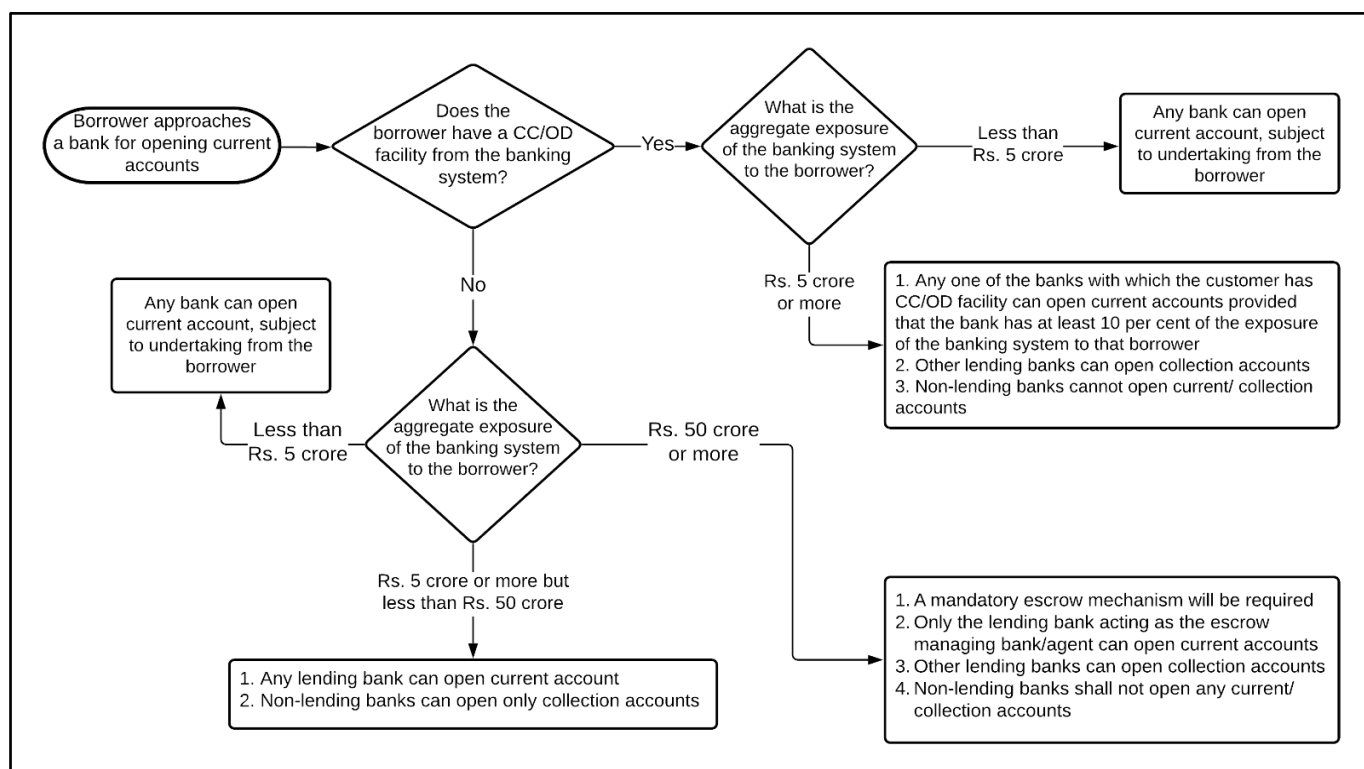 Borrower approaches
a bank for opening current
accounts
Does the
borrower have a CC/OD
facility from the banking
system?
Yes
What is the
aggregate exposure
of the banking system
to the borrower?
Less than
Rs. 5 crore
Any bank can open
current account, subject
to undertaking from the
borrower
Rs. 5 crore
or more
1. Any one of the banks with which the customer has
CC/OD facility can open current accounts provided
that the bank has at least 10 per cent of the exposure
of the banking system to that borrower
2. Other lending banks can open collection accounts
3. Non-lending banks cannot open current/ collection
accounts
No
Any bank can open
current account, subject
to undertaking from the
borrower
Less than
Rs. 5 crore
What is the
aggregate exposure
of the banking system
to the borrower?
Rs. 50 crore
or more
Rs. 5 crore or more but
less than Rs. 50 crore
1. Any lending bank can open current account
2. Non-lending banks can open only collection accounts
1. A mandatory escrow mechanism will be required
2. Only the lending bank acting as the escrow
managing bank/agent can open current accounts
3. Other lending banks can open collection accounts
4. Non-lending banks shall not open any current/
collection accounts